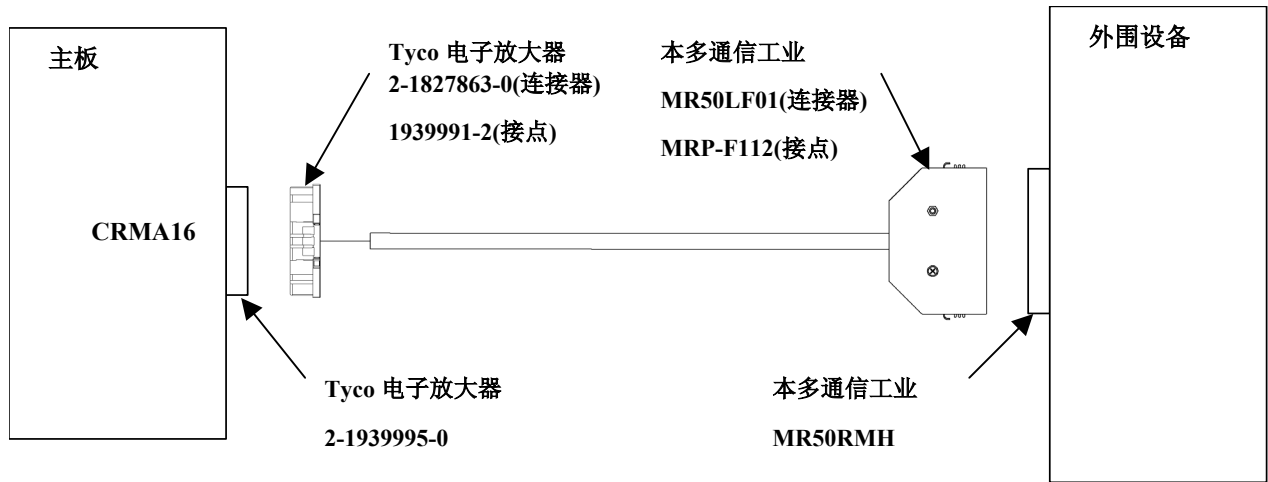 主板
外围设备
Tyco 电子放大器
2-1827863-0(连接器)
1939991-2(接点)
本多通信工业
MR50LF01(连接器)
MRP-F112(接点)
CRMA16
Tyco 电子放大器
2-1939995-0
本多通信工业
MR50RMH